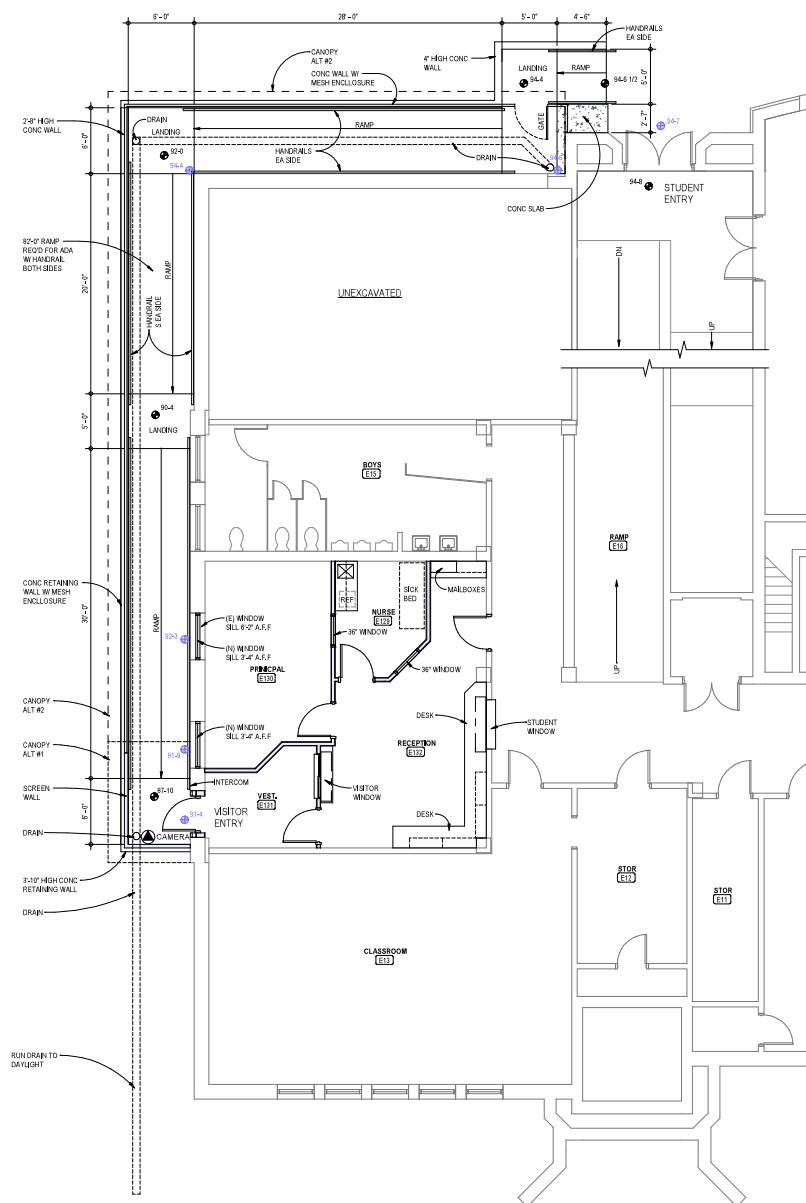 6'- 0"
28'- 0"
5'- 0"
4'- 6"
HANDRAILS
EA SIDE
CANOPY
ALT #2
CONC WALL W/
MESH ENCLLOSURE
4" HIGH CONC
WALL
LANDING
94-4
RAMP
94-6 1/2
5'- 0"
2'- 7"
2'-8" HIGH
CONC WALL
DRAIN
LANDING
6'- 0"
92-0
94-4
RAMP
HANDRAILS
EA SIDE
DRAIN
GATE
94-7
94-8
STUDENT
ENTRY
CONC SLAB
82'-0" RAMP
REQ'D FOR ADA
W/ HANDRAIL
BOTH SIDES
20'- 0"
RAMP
HANDRAIL
S EA SIDE
UNEXCAVATED
DN
UP
90-4
LANDING
5'- 0"
BOYS
E15
RAMP
E16
UP
CONC RETAINING
WALL W/ MESH
ENCLLOSURE
30'- 0"
RAMP
92-3
(E) WINDOW
SILL 6'-2" A.F.F
(N) WINDOW
SILL 3'-4" A.F.F
PRINICPAL
E130
REF
NURSE
E129
SICK
BED
MAILBOXES
36" WINDOW
36" WINDOW
CANOPY
ALT #2
CANOPY
ALT #1
91-9
(N) WINDOW
SILL 3'-4" A.F.F
DESK
STUDENT
WINDOW
RECEPTION
E132
SCREEN
WALL
87-10
INTERCOM
VEST.
E131
VISITOR
WINDOW
6'- 0"
91-4
VISITOR
ENTRY
DESK
DRAIN
CAMERA
3'-10" HIGH CONC
RETAINING WALL
DRAIN
STOR
E12
STOR
E11
CLASSROOM
E13
RUN DRAIN TO
DAYLIGHT